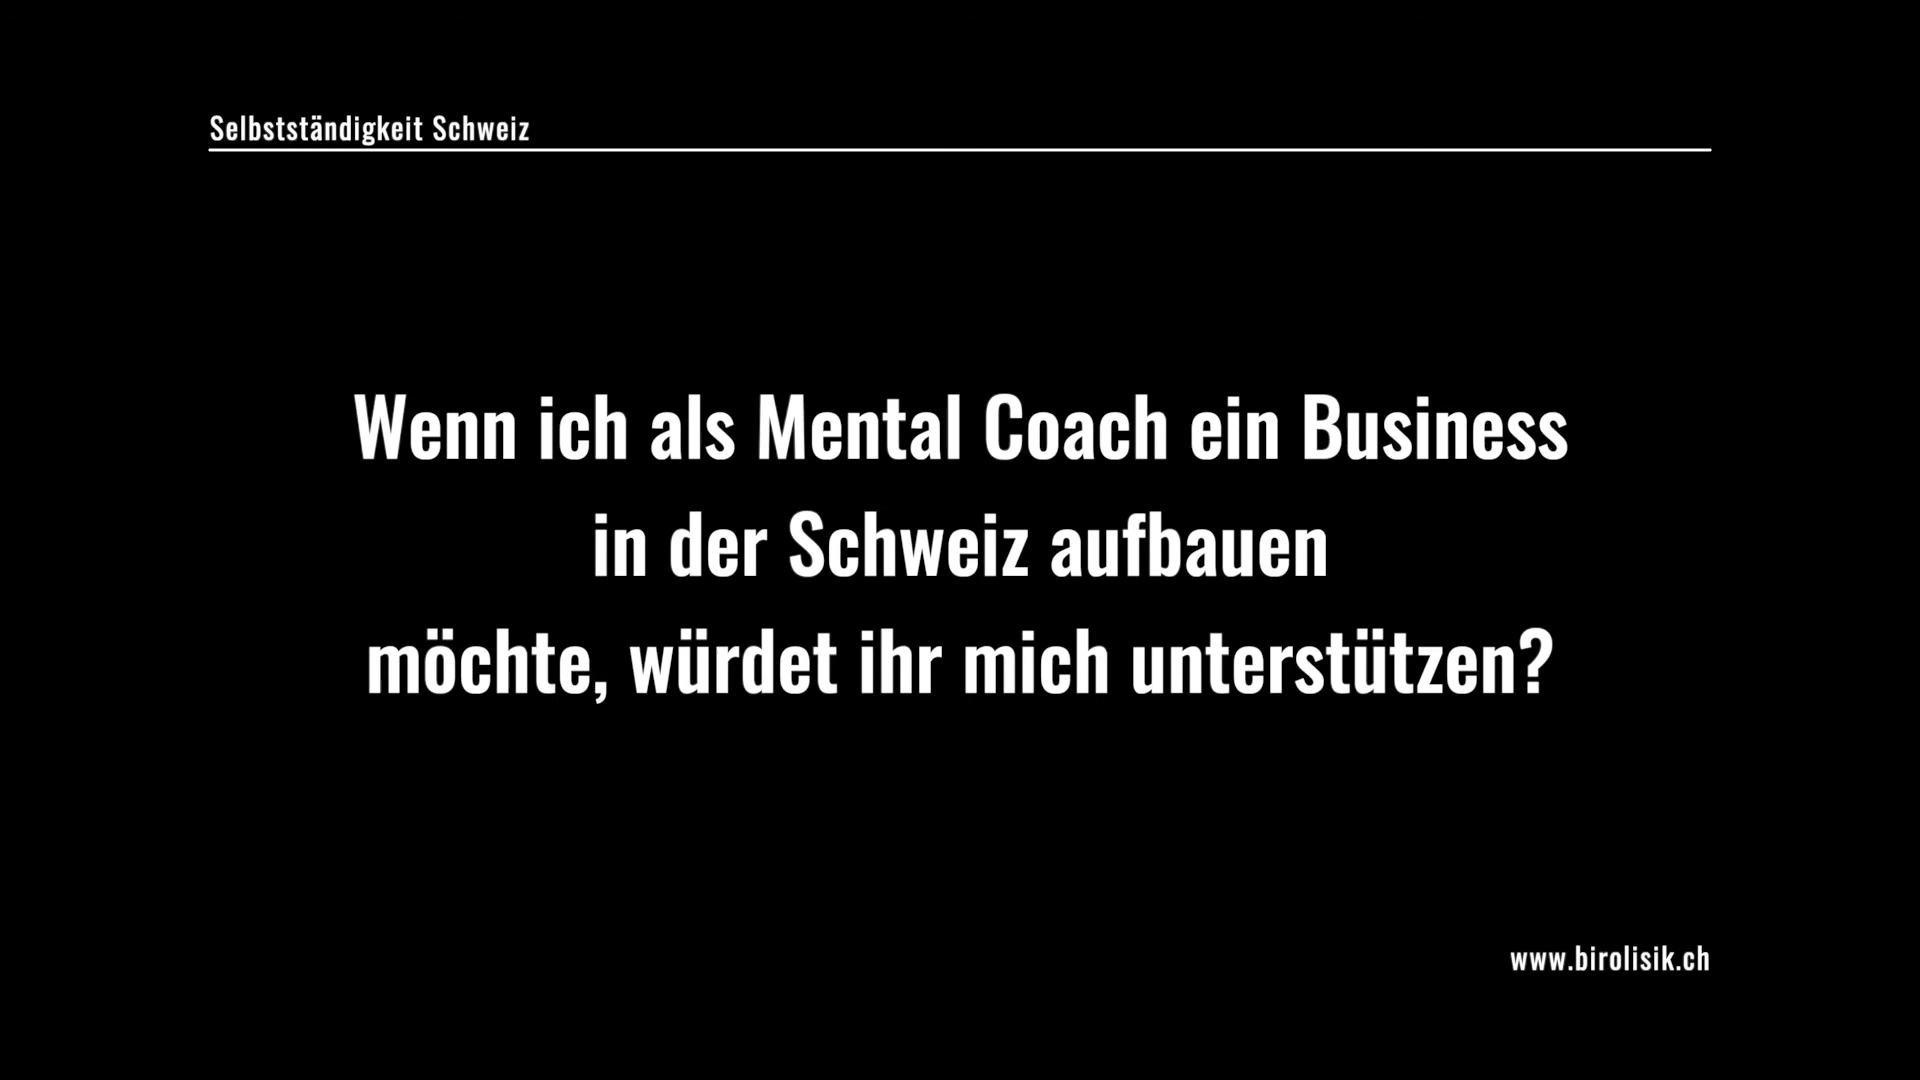 Selbstständigkeit Schweiz
Wenn ich als Mental Coach ein Business
in der Schweiz aufbauen
möchte, würdet ihr mich unterstützen?
www.birolisik.ch